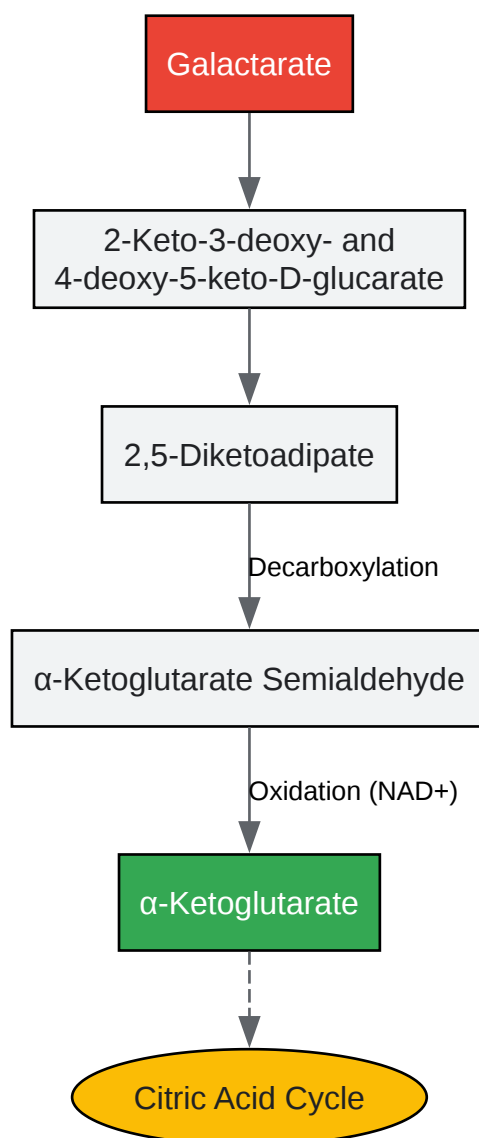 Galactarate
2-Keto-3-deoxy- and
4-deoxy-5-keto-D-glucarate
2,5-Diketoadipate
Decarboxylation
α-Ketoglutarate Semialdehyde
Oxidation (NAD+)
α-Ketoglutarate
Citric Acid Cycle